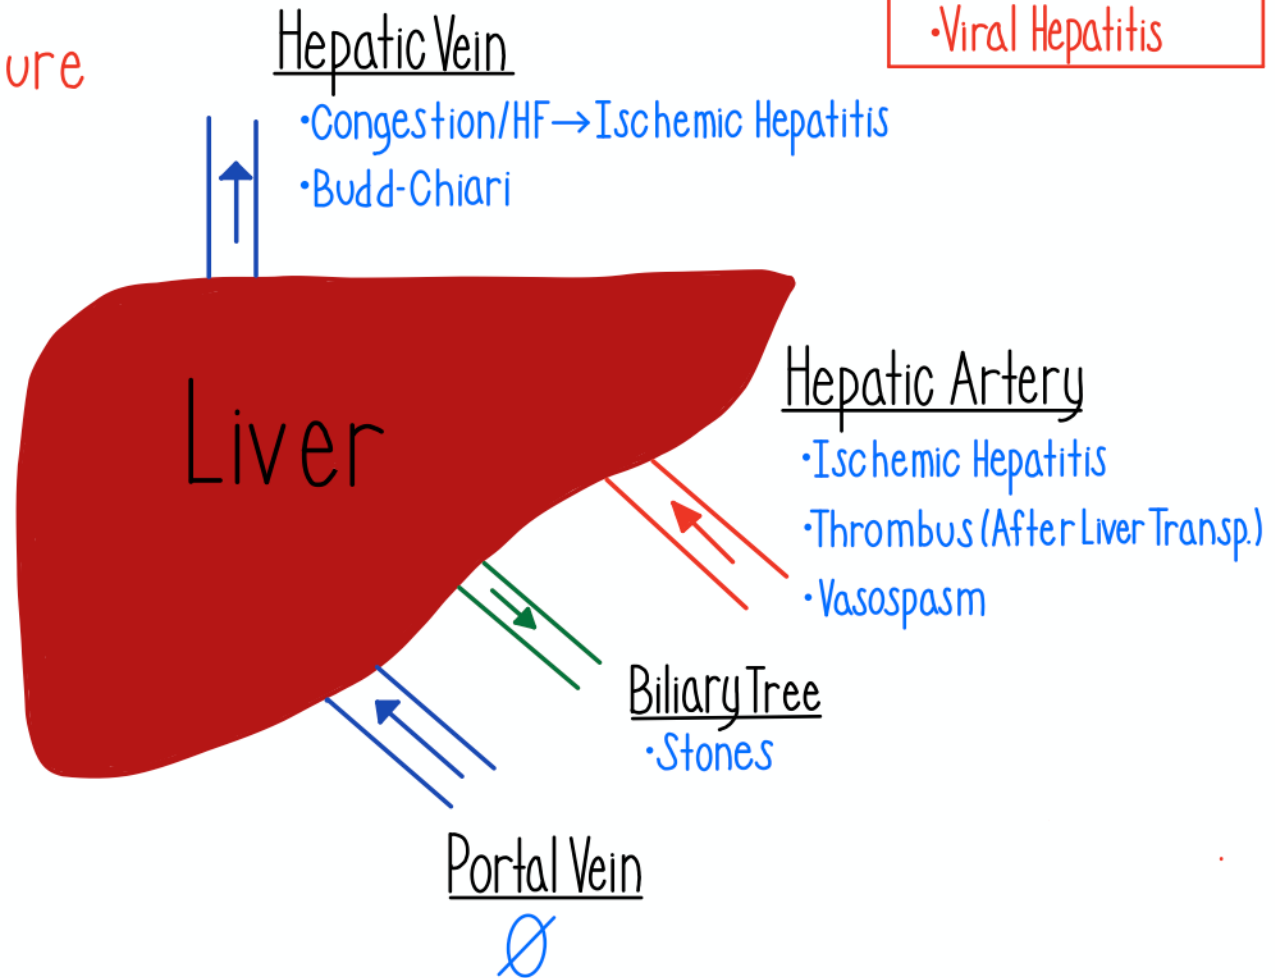 ure
Hepatic Vein
•Congestion/HF→Ischemic Hepatitis
•Budd-Chiari
•Viral Hepatitis
Liver
Hepatic Artery
•Ischemic Hepatitis
•Thrombus (After Liver Transp.)
•Vasospasm
Biliary Tree
•Stones
Portal Vein
Ø